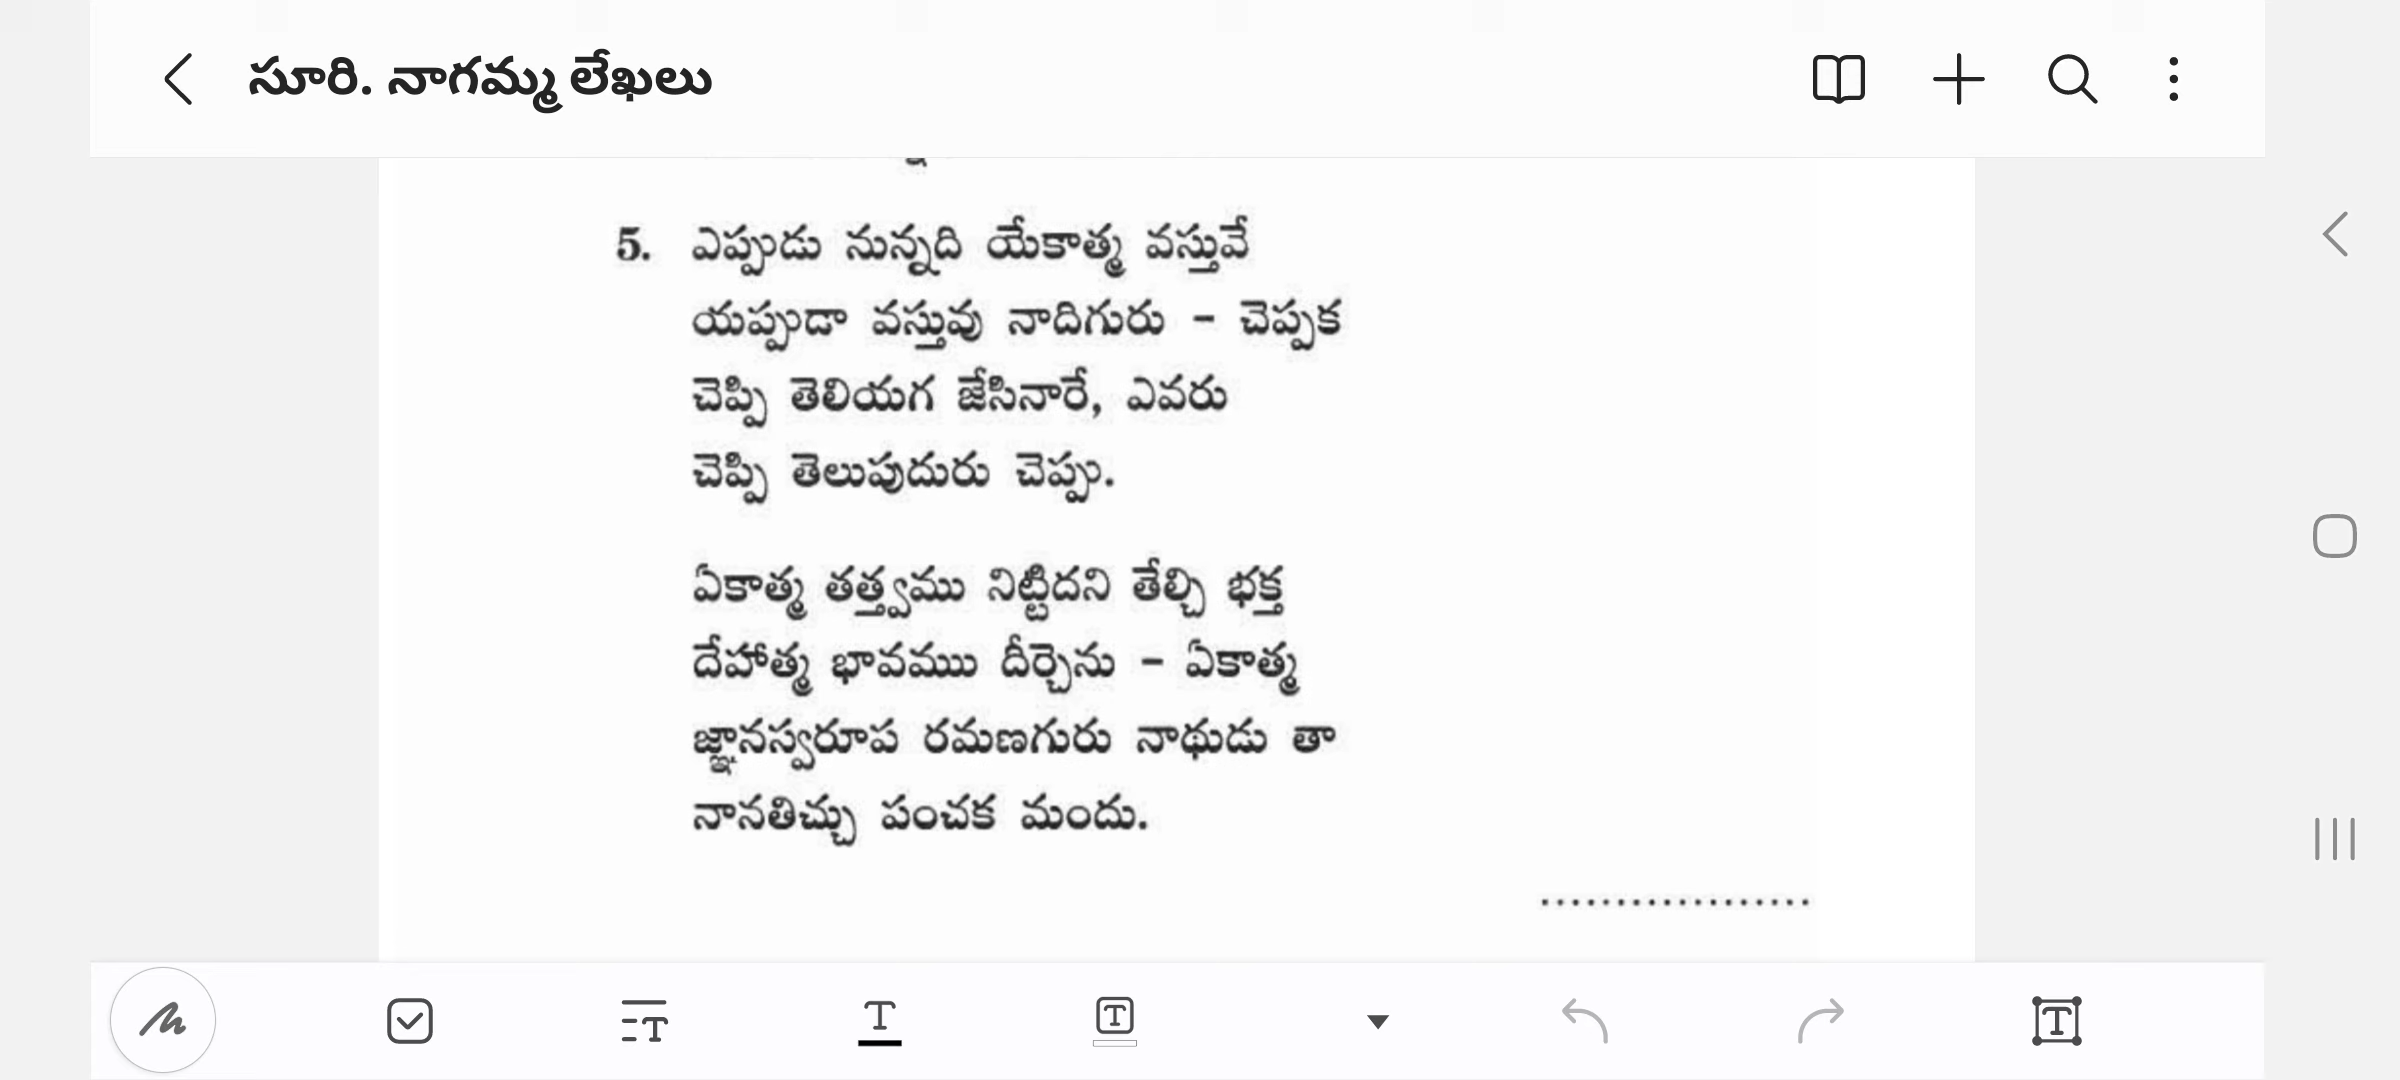 సూరి. నాగమ్మ లేఖలు
5. ఎప్పుడు నున్నది యేకాత్మ వస్తువే
యప్పుడా వస్తువు నాదిగురు – చెప్పక
చెప్పి తెలియగ జేసినారే, ఎవరు
చెప్పి తెలుపుదురు చెప్పు.
ఏకాత్మ తత్త్వము నిట్టిదని తేల్చి భక్త
దేహాత్మ భావము దీర్చెను – ఏకాత్మ
జ్ఞానస్వరూప రమణగురు నాథుడు తా
నానతిచ్చు పంచక మందు.
..................